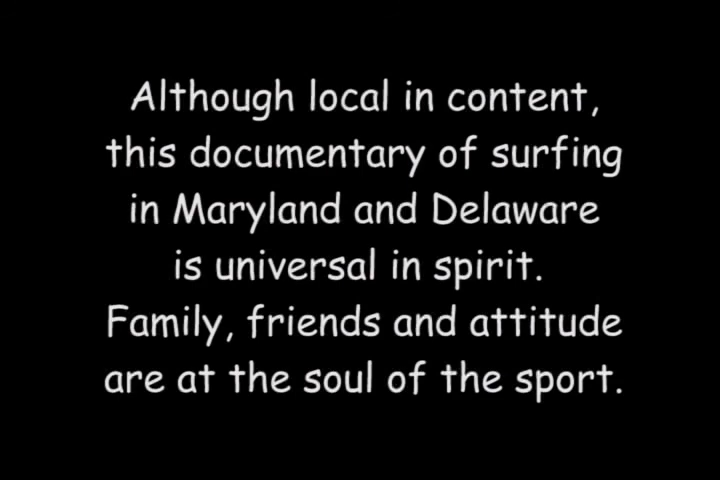 Although local in content,
this documentary of surfing
in Maryland and Delaware
is universal in spirit.
Family, friends and attitude
are at the soul of the sport.